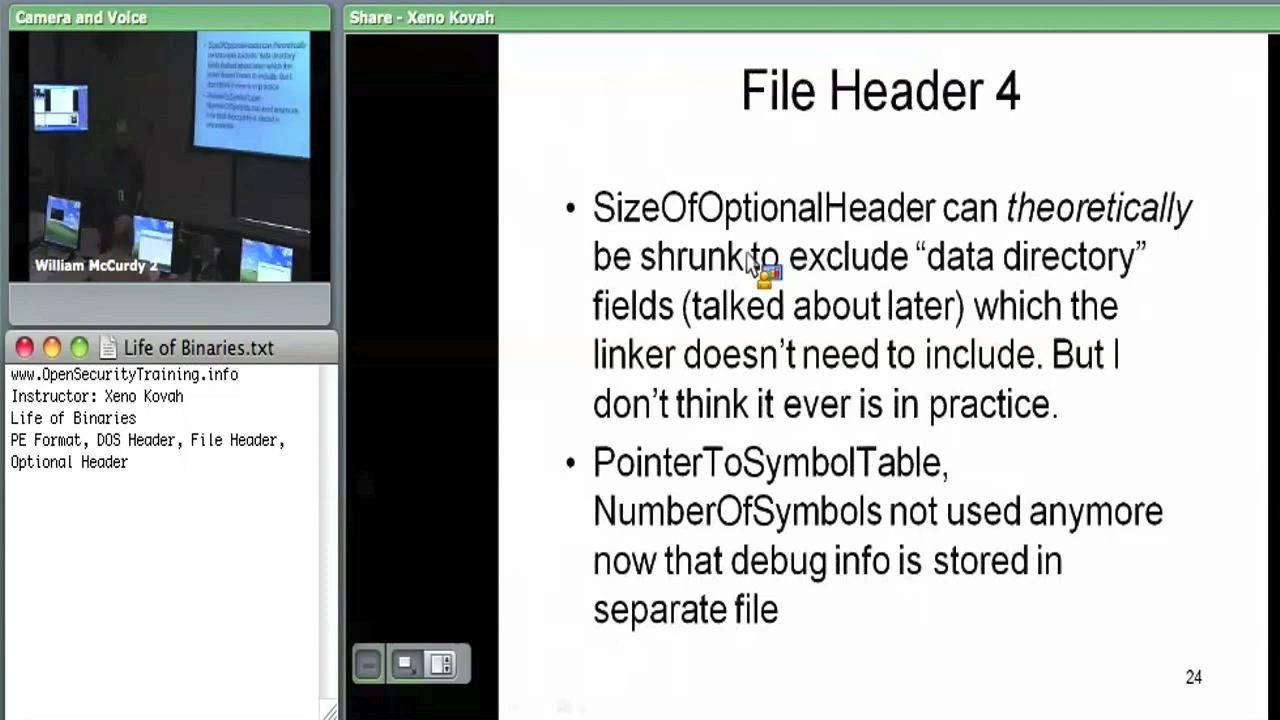 Camera and Voice
William McCurdy 2
Life of Binaries.txt
www.OpenSecurityTraining.info
Instructor: Xeno Kovah
Life of Binaries
PE Format, DOS Header, File Header,
Optional Header
Share - Xeno Kovah
File Header 4
• SizeOfOptionalHeader can theoretically
be shrunk to exclude “data directory”
fields (talked about later) which the
linker doesn’t need to include. But I
don’t think it ever is in practice.
• PointerToSymbolTable,
NumberOfSymbols not used anymore
now that debug info is stored in
separate file
24